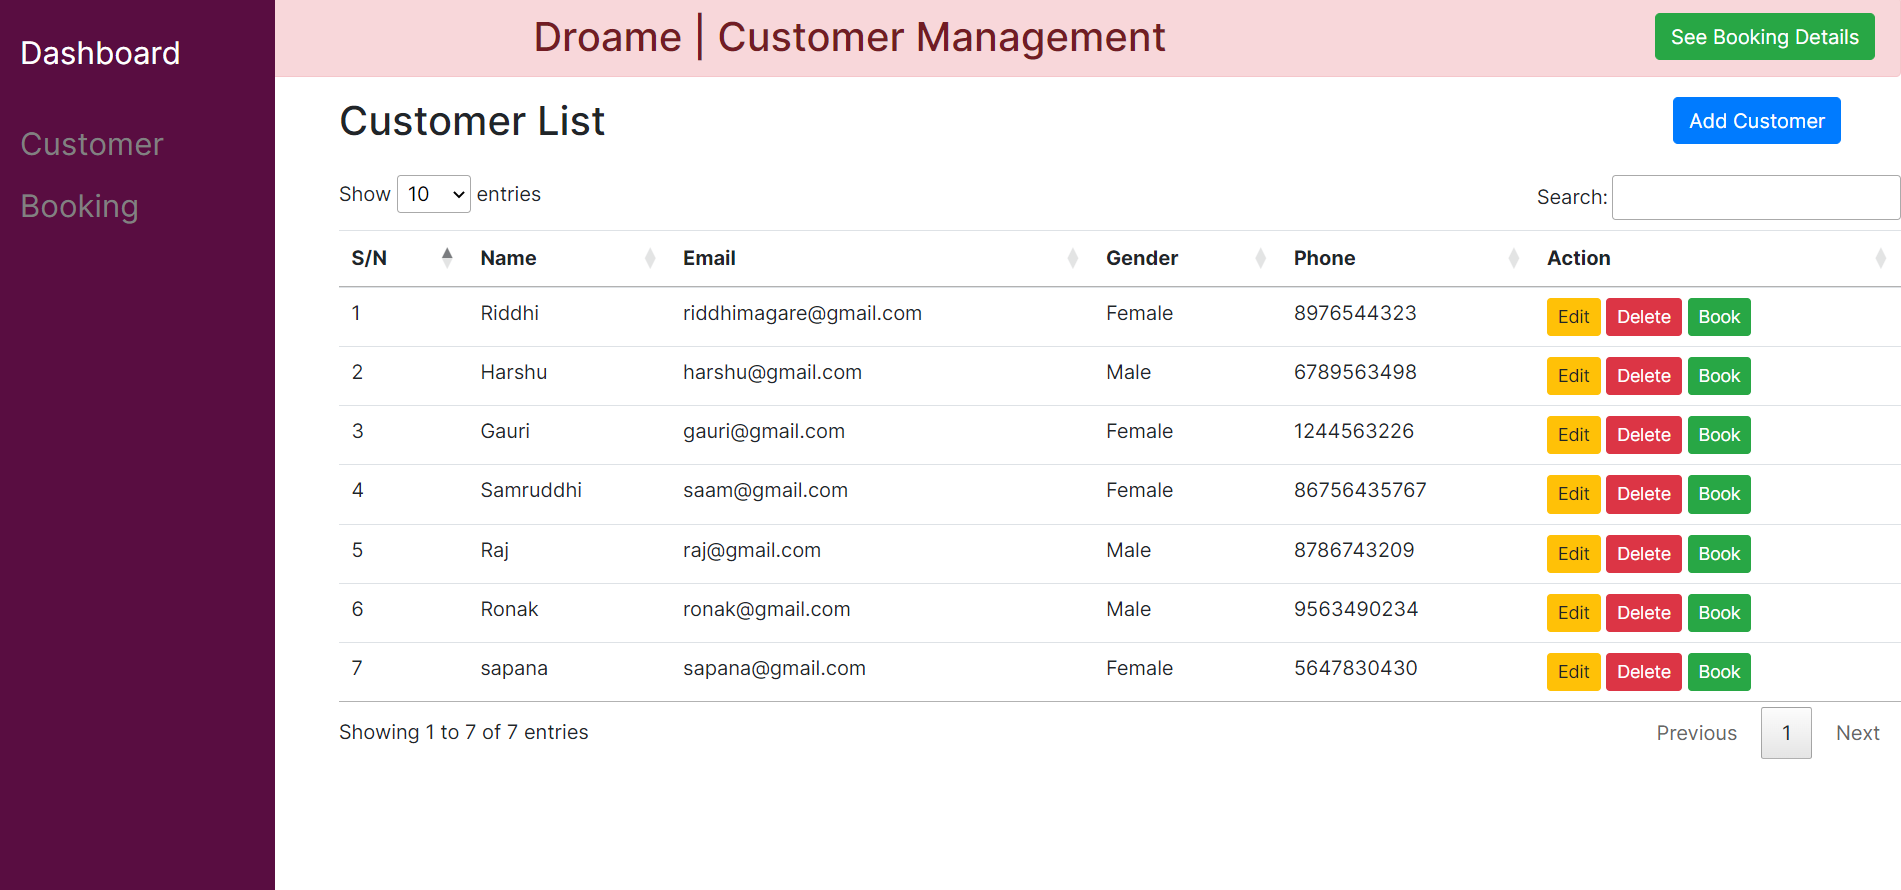 Dashboard
Customer
Booking
Droame | Customer Management
See Booking Details
Customer List
Add Customer
Show 10 entries
Search:
S/N Name Email Gender Phone Action
1 Riddhi riddhimagare@gmail.com Female 8976544323 Edit Delete Book
2 Harshu harshu@gmail.com Male 6789563498 Edit Delete Book
3 Gauri gauri@gmail.com Female 1244563226 Edit Delete Book
4 Samruddhi saam@gmail.com Female 86756435767 Edit Delete Book
5 Raj raj@gmail.com Male 8786743209 Edit Delete Book
6 Ronak ronak@gmail.com Male 9563490234 Edit Delete Book
7 sapana sapana@gmail.com Female 5647830430 Edit Delete Book
Showing 1 to 7 of 7 entries
Previous 1 Next